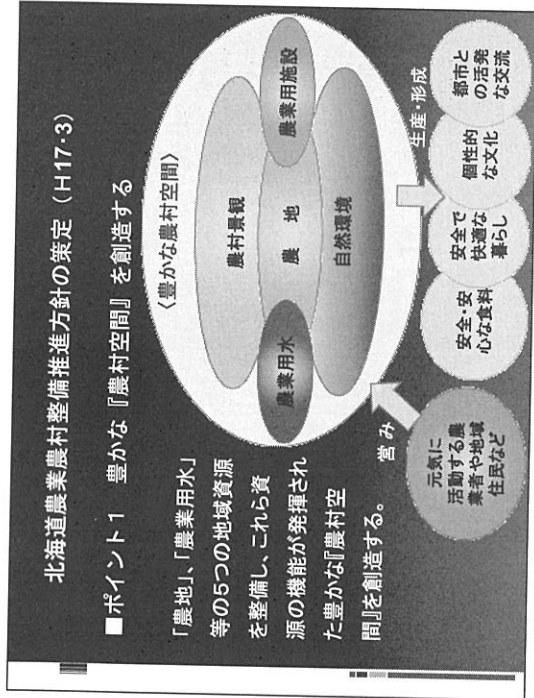 北海道農業農村整備推進方針の策定（H17・3）
■ポイント1　豊かな『農村空間』を創造する
「農地」、「農業用水」
等の5つの地域資源
を整備し、これら資
源の機能が発揮され
た豊かな『農村空
間』を創造する。
〈豊かな農村空間〉
農村景観
農業用水
農　地
農業用施設
自然環境
営み
生産・形成
元気に
活動する農
業者や地域
住民など
安全・安
心な食料
安全で
快適な
暮らし
個性的
な文化
都市と
の活発
な交流